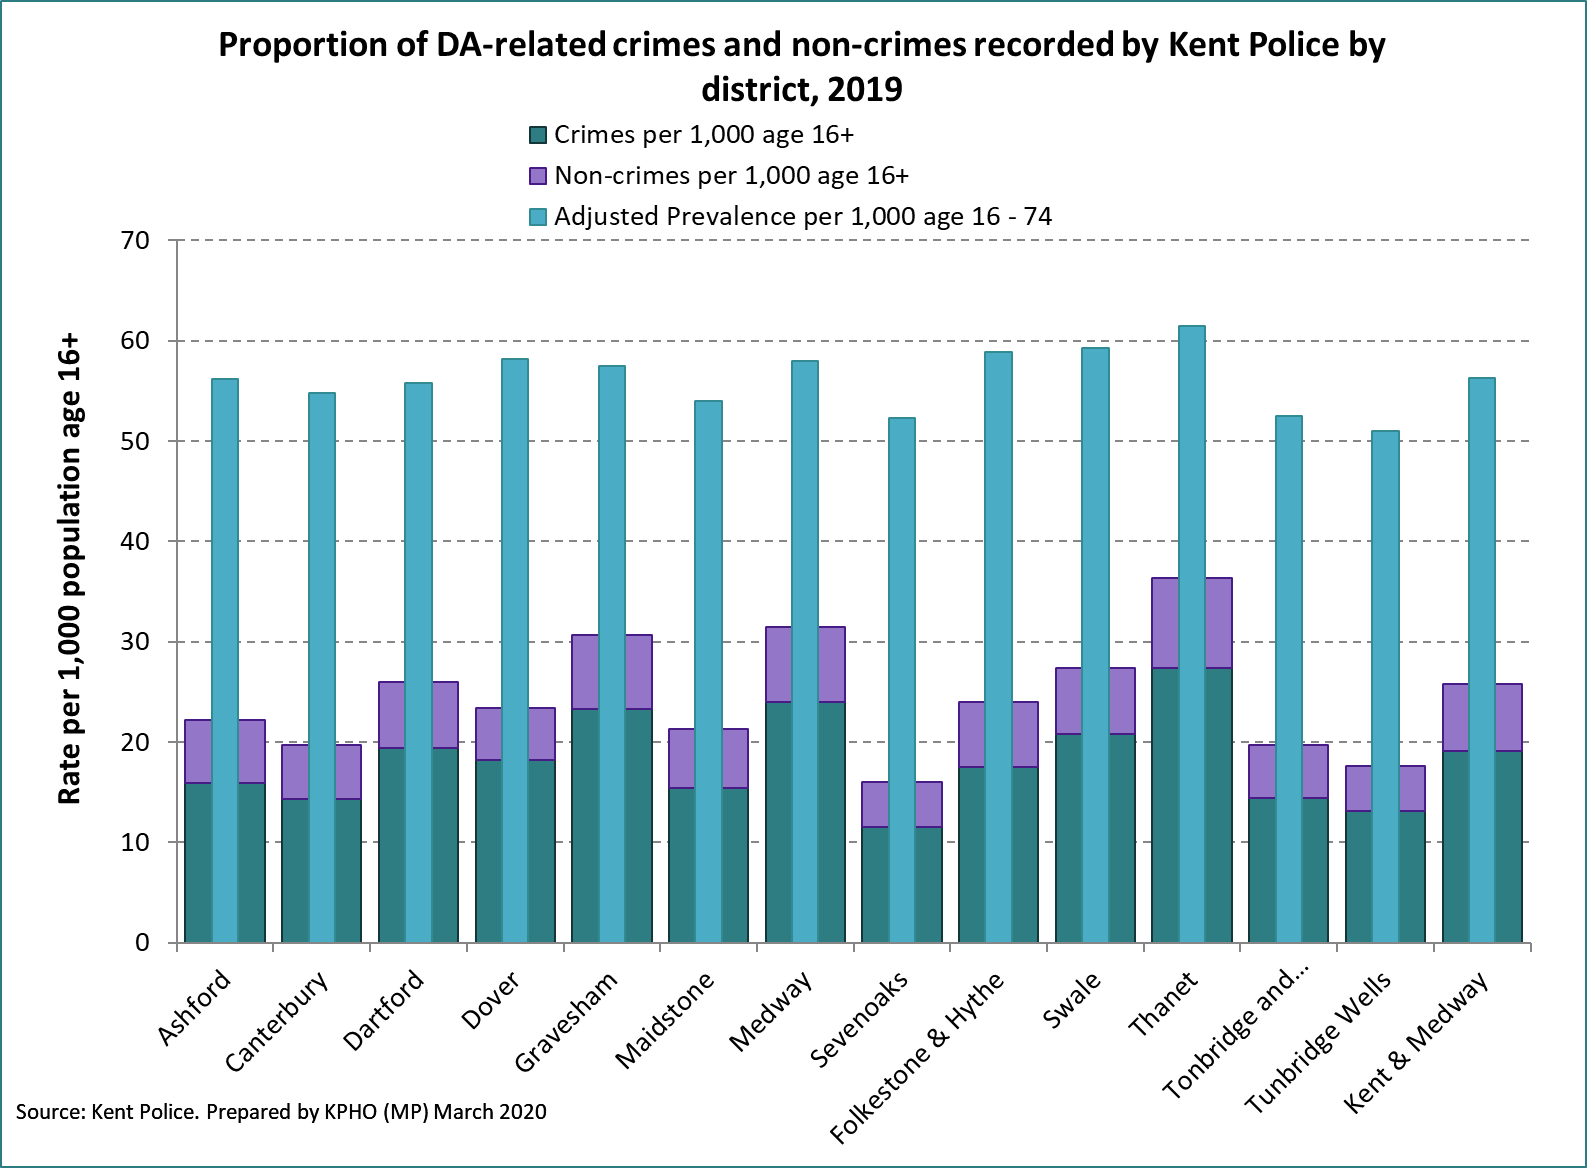 Proportion of DA-related crimes and non-crimes recorded by Kent Police by
district, 2019
Crimes per 1,000 age 16+
Non-crimes per 1,000 age 16+
Adjusted Prevalence per 1,000 age 16 - 74
Rate per 1,000 population age 16+
70
60
50
40
30
20
10
0
Ashford
Canterbury
Dartford
Dover
Gravesham
Maidstone
Medway
Sevenoaks
Folkestone & Hythe
Swale
Thanet
Tonbridge and...
Tunbridge Wells
Kent & Medway
Source: Kent Police. Prepared by KPHO (MP) March 2020